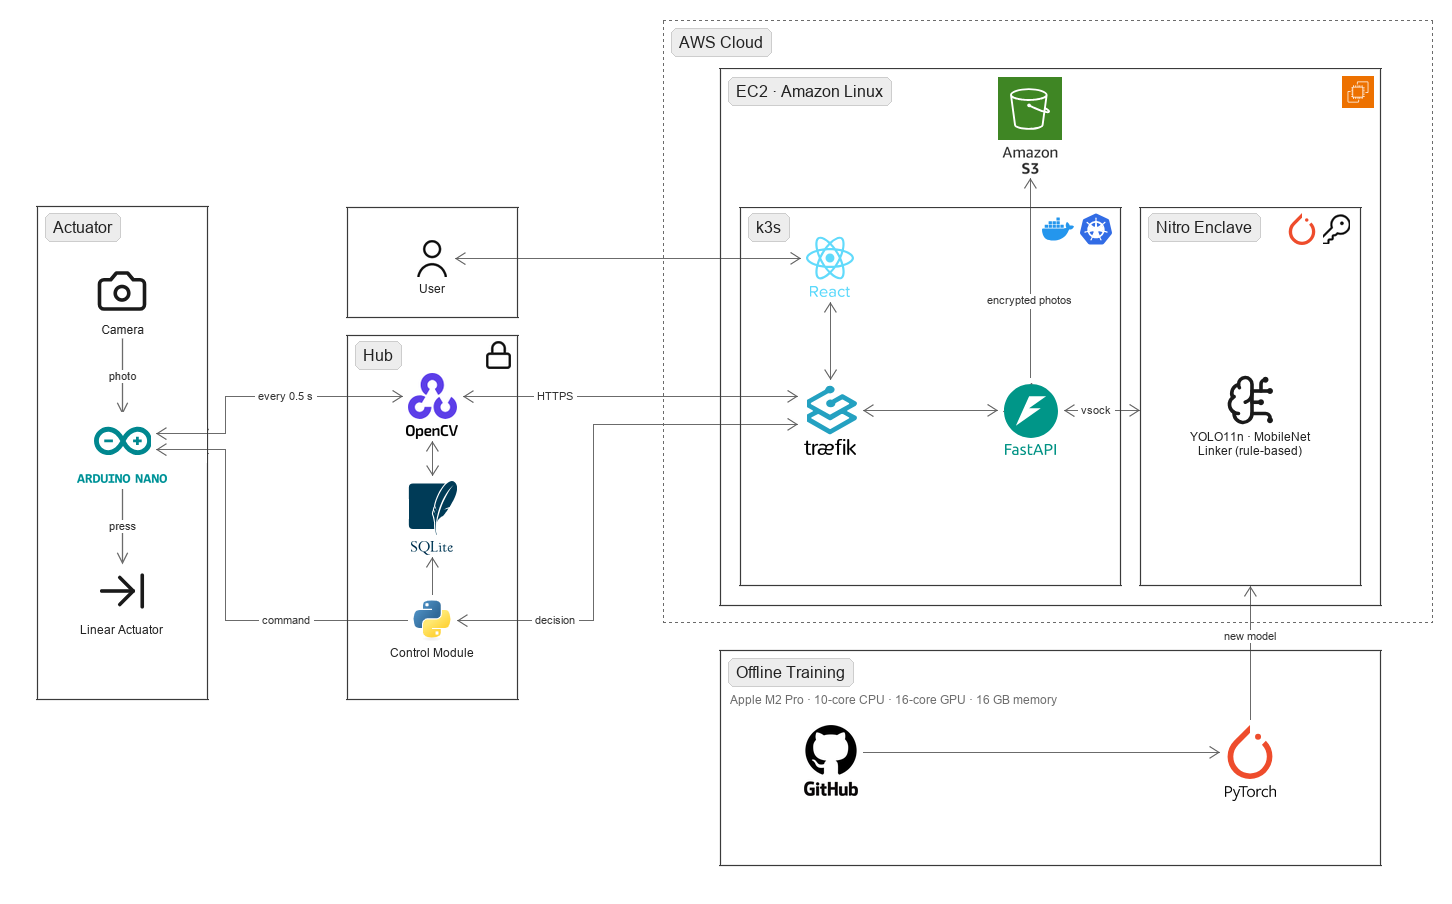 AWS Cloud
EC2 · Amazon Linux
Amazon
S3
Actuator
Camera
photo
ARDUINO NANO
press
Linear Actuator
User
Hub
every 0.5 s
OpenCV
HTTPS
SQLite
command
decision
Control Module
k3s
React
encrypted photos
træfik
FastAPI
vsock
Nitro Enclave
YOLO11n · MobileNet
Linker (rule-based)
new model
Offline Training
Apple M2 Pro · 10-core CPU · 16-core GPU · 16 GB memory
GitHub
PyTorch